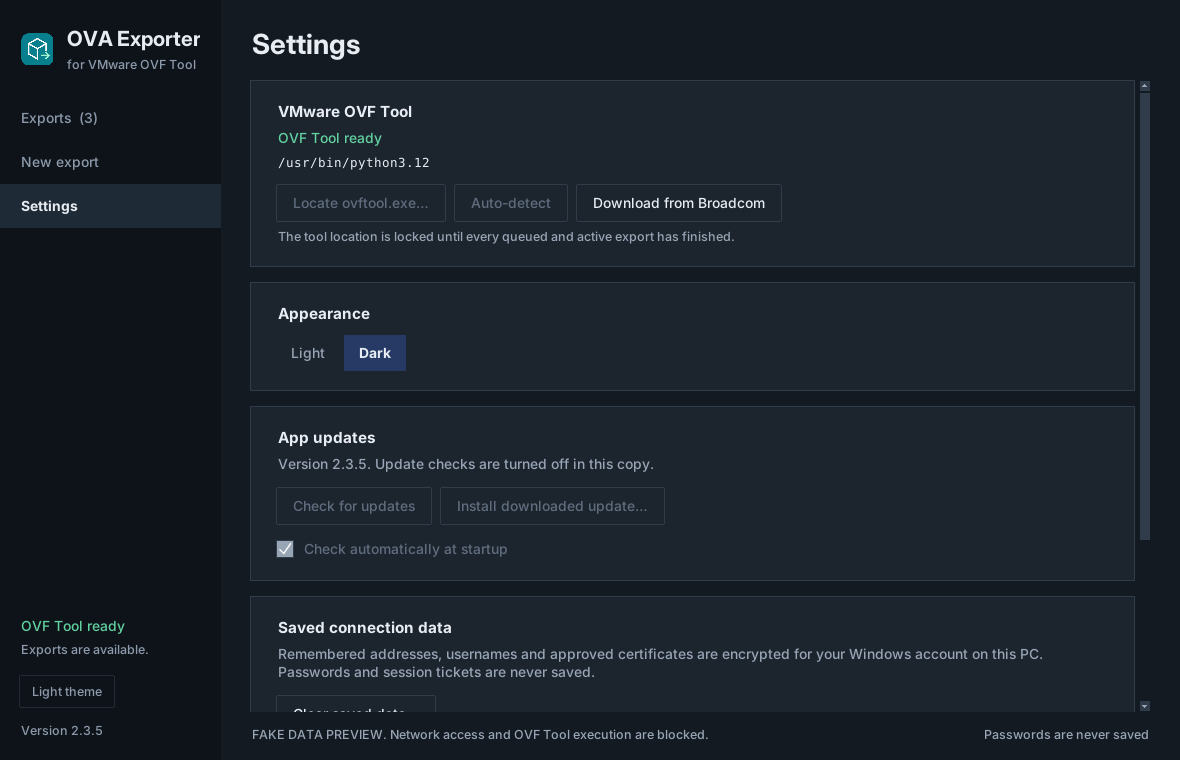 OVA Exporter
for VMware OVF Tool
Exports (3)
New export
Settings
OVF Tool ready
Exports are available.
Light theme
Version 2.3.5
Settings
VMware OVF Tool
OVF Tool ready
/usr/bin/python3.12
Locate ovftool.exe...
Auto-detect
Download from Broadcom
The tool location is locked until every queued and active export has finished.
Appearance
Light
Dark
App updates
Version 2.3.5. Update checks are turned off in this copy.
Check for updates
Install downloaded update...
Check automatically at startup
Saved connection data
Remembered addresses, usernames and approved certificates are encrypted for your Windows account on this PC.
Passwords and session tickets are never saved.
Clear saved data...
FAKE DATA PREVIEW. Network access and OVF Tool execution are blocked.
Passwords are never saved